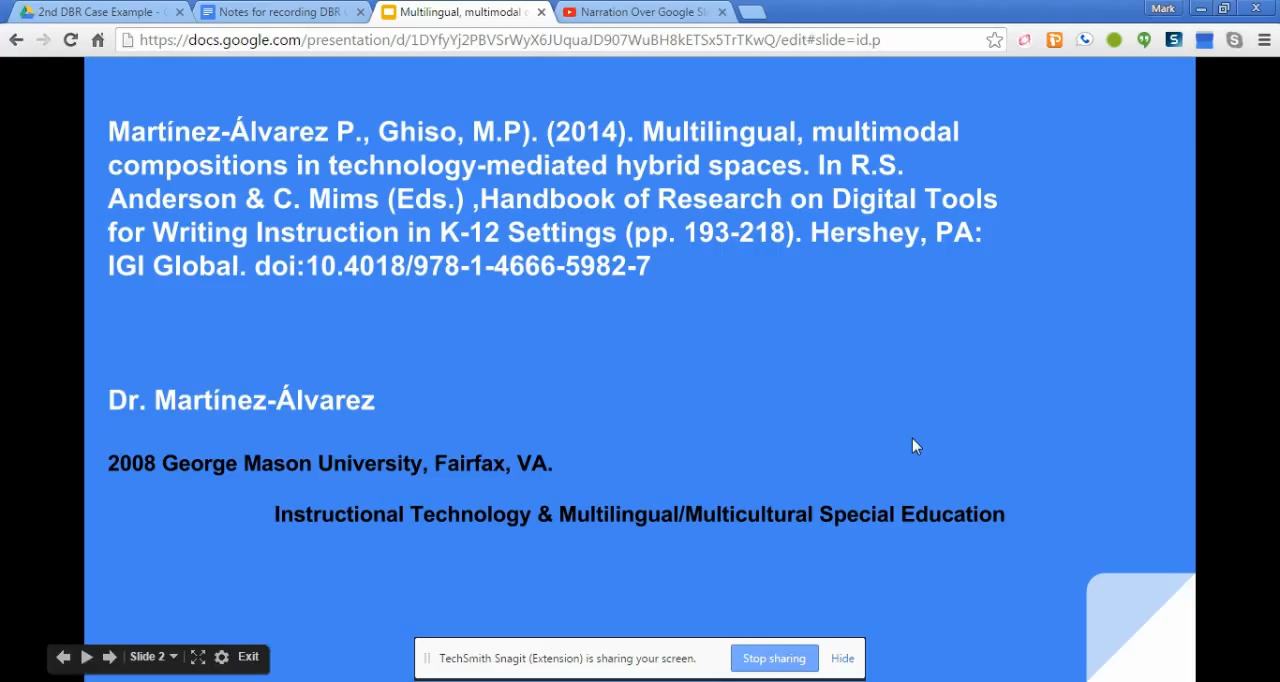 2nd DBR Case Example -
Notes for recording DBR
Multilingual, multimodal
Narration Over Google Sl
Mark
https://docs.google.com/presentation/d/1DYfyYj2PBVSrWyX6JUquaJD907WuBH8kETSx5TrTKwQ/edit#slide=id.p
Martínez-Álvarez P., Ghiso, M.P). (2014). Multilingual, multimodal
compositions in technology-mediated hybrid spaces. In R.S.
Anderson & C. Mims (Eds.) ,Handbook of Research on Digital Tools
for Writing Instruction in K-12 Settings (pp. 193-218). Hershey, PA:
IGI Global. doi:10.4018/978-1-4666-5982-7
Dr. Martínez-Álvarez
2008 George Mason University, Fairfax, VA.
Instructional Technology & Multilingual/Multicultural Special Education
Slide 2
Exit
TechSmith Snagit (Extension) is sharing your screen.
Stop sharing
Hide